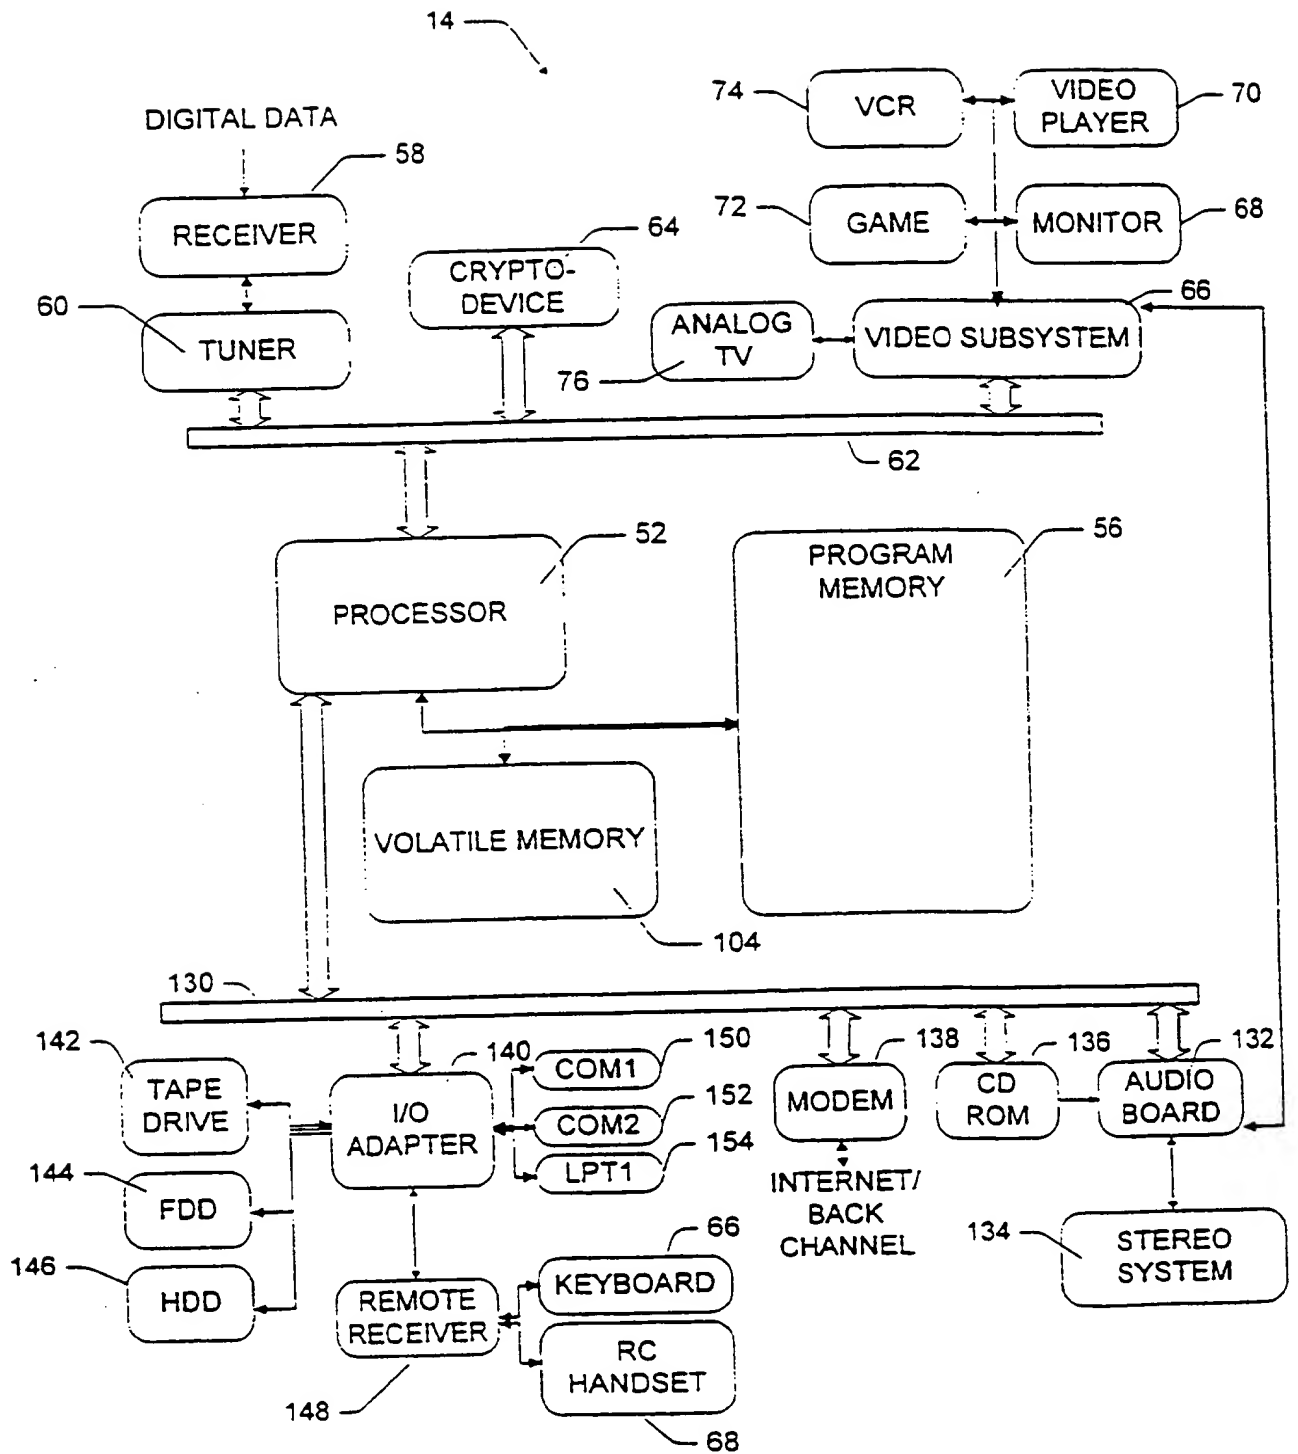 14
74
VCR
VIDEO
PLAYER
70
DIGITAL DATA
58
RECEIVER
72
GAME
MONITOR
68
64
CRYPTO-
DEVICE
60
TUNER
ANALOG
TV
76
66
VIDEO SUBSYSTEM
62
52
PROCESSOR
PROGRAM
MEMORY
56
VOLATILE MEMORY
104
130
142
TAPE
DRIVE
140
I/O
ADAPTER
COM1
150
COM2
152
LPT1
154
138
MODEM
136
CD
ROM
132
AUDIO
BOARD
144
FDD
INTERNET/
BACK
CHANNEL
134
STEREO
SYSTEM
146
HDD
66
KEYBOARD
REMOTE
RECEIVER
148
RC
HANDSET
68